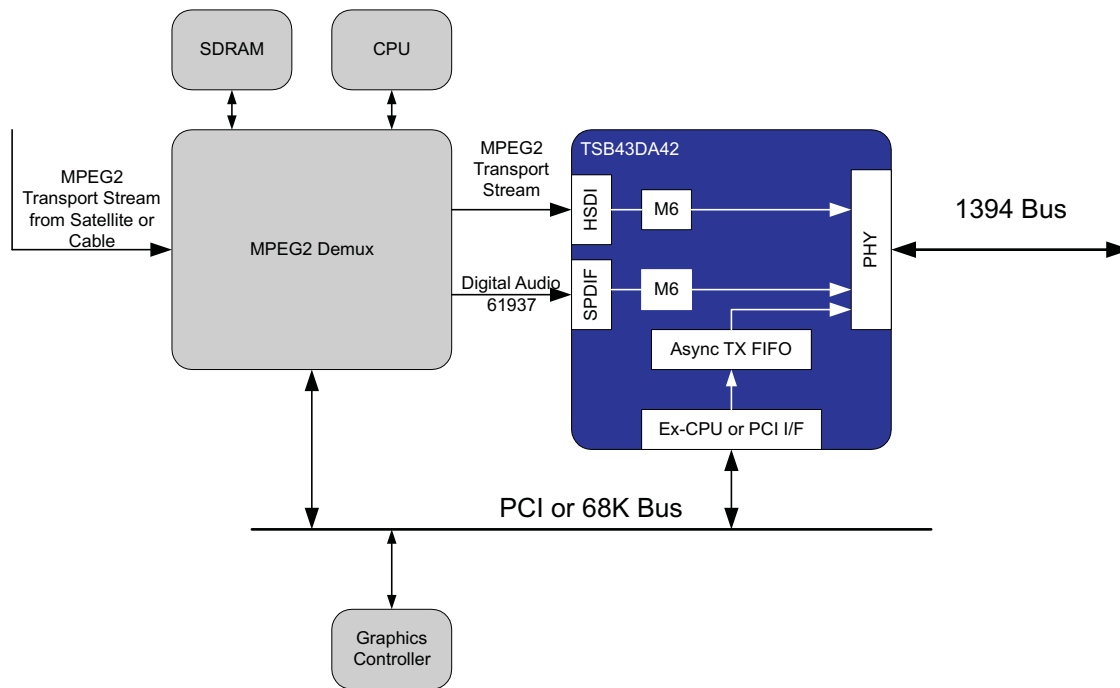 SDRAM
CPU
MPEG2
Transport Stream
from Satellite or
Cable
MPEG2 Demux
MPEG2
Transport
Stream
Digital Audio
61937
TSB43DA42
HSDI
M6
SPDIF
M6
PHY
Async TX FIFO
Ex-CPU or PCI I/F
1394 Bus
PCI or 68K Bus
Graphics
Controller